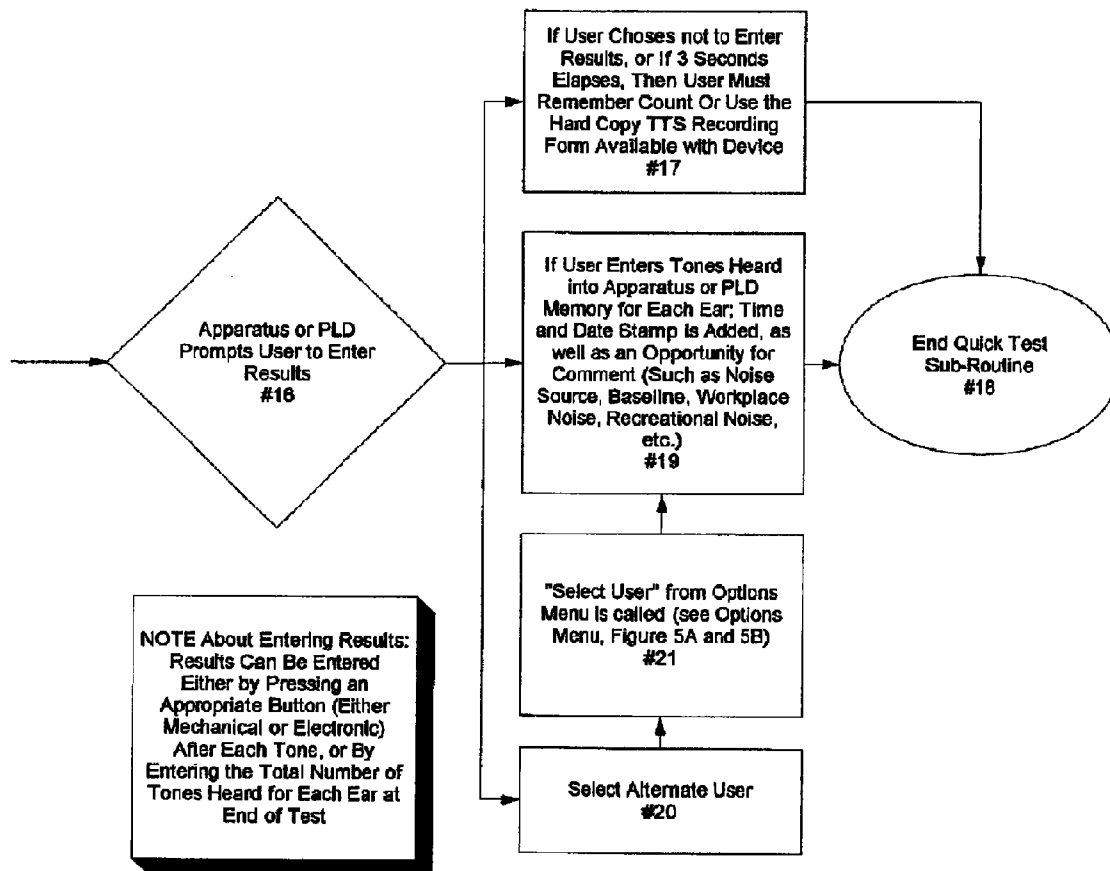 If User Choses not to Enter
Results, or If 3 Seconds
Elapses, Then User Must
Remember Count Or Use the
Hard Copy TTS Recording
Form Available with Device
#17
Apparatus or PLD
Prompts User to Enter
Results
#16
If User Enters Tones Heard
into Apparatus or PLD
Memory for Each Ear; Time
and Date Stamp is Added, as
well as an Opportunity for
Comment (Such as Noise
Source, Baseline, Workplace
Noise, Recreational Noise,
etc.)
#19
End Quick Test
Sub-Routine
#18
"Select User" from Options
Menu is called (see Options
Menu, Figure 5A and 5B)
#21
NOTE About Entering Results:
Results Can Be Entered
Either by Pressing an
Appropriate Button (Either
Mechanical or Electronic)
After Each Tone, or By
Entering the Total Number of
Tones Heard for Each Ear at
End of Test
Select Alternate User
#20